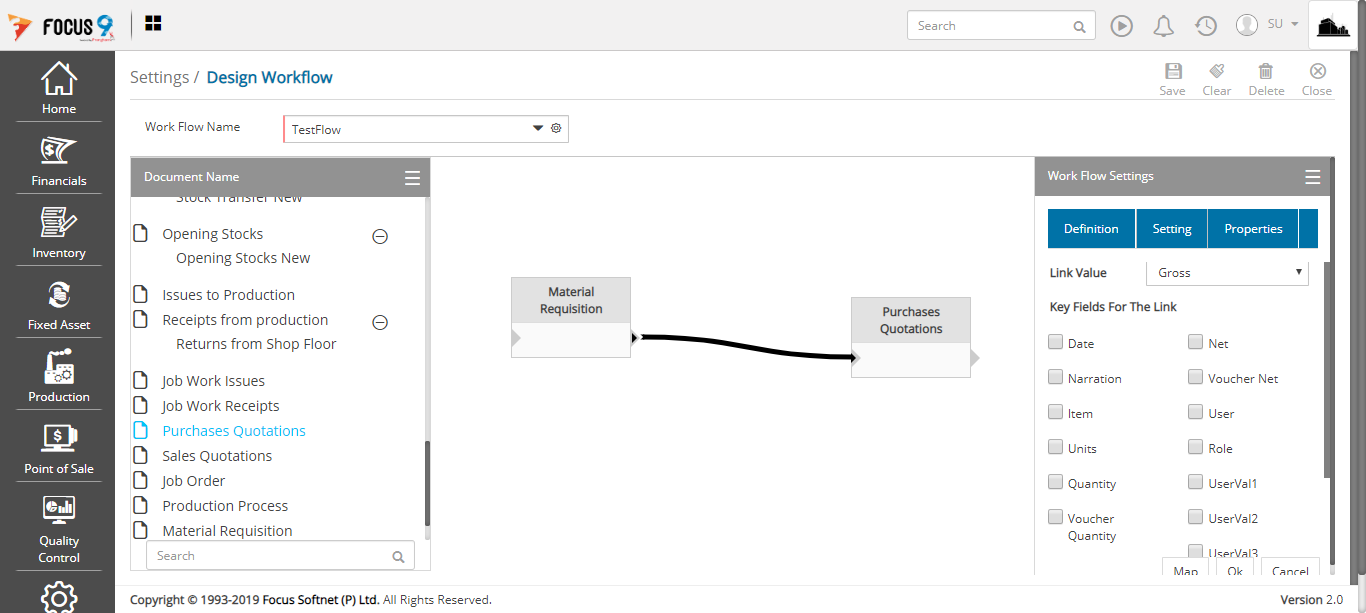 FOCUS 9
Search
SU
Home
Financials
Inventory
Fixed Asset
Production
Point of Sale
Quality
Control
Settings / Design Workflow
Save
Clear
Delete
Close
Work Flow Name
TestFlow
Document Name
Stock Transfer New
Opening Stocks
Opening Stocks New
Issues to Production
Receipts from production
Returns from Shop Floor
Job Work Issues
Job Work Receipts
Purchases Quotations
Sales Quotations
Job Order
Production Process
Material Requisition
Search
Material
Requisition
Purchases
Quotations
Work Flow Settings
Definition
Setting
Properties
Link Value
Gross
Key Fields For The Link
Date
Net
Narration
Voucher Net
Item
User
Units
Role
Quantity
UserVal1
Voucher
Quantity
UserVal2
UserVal3
Map
Ok
Cancel
Copyright © 1993-2019 Focus Softnet (P) Ltd. All Rights Reserved.
Version 2.0